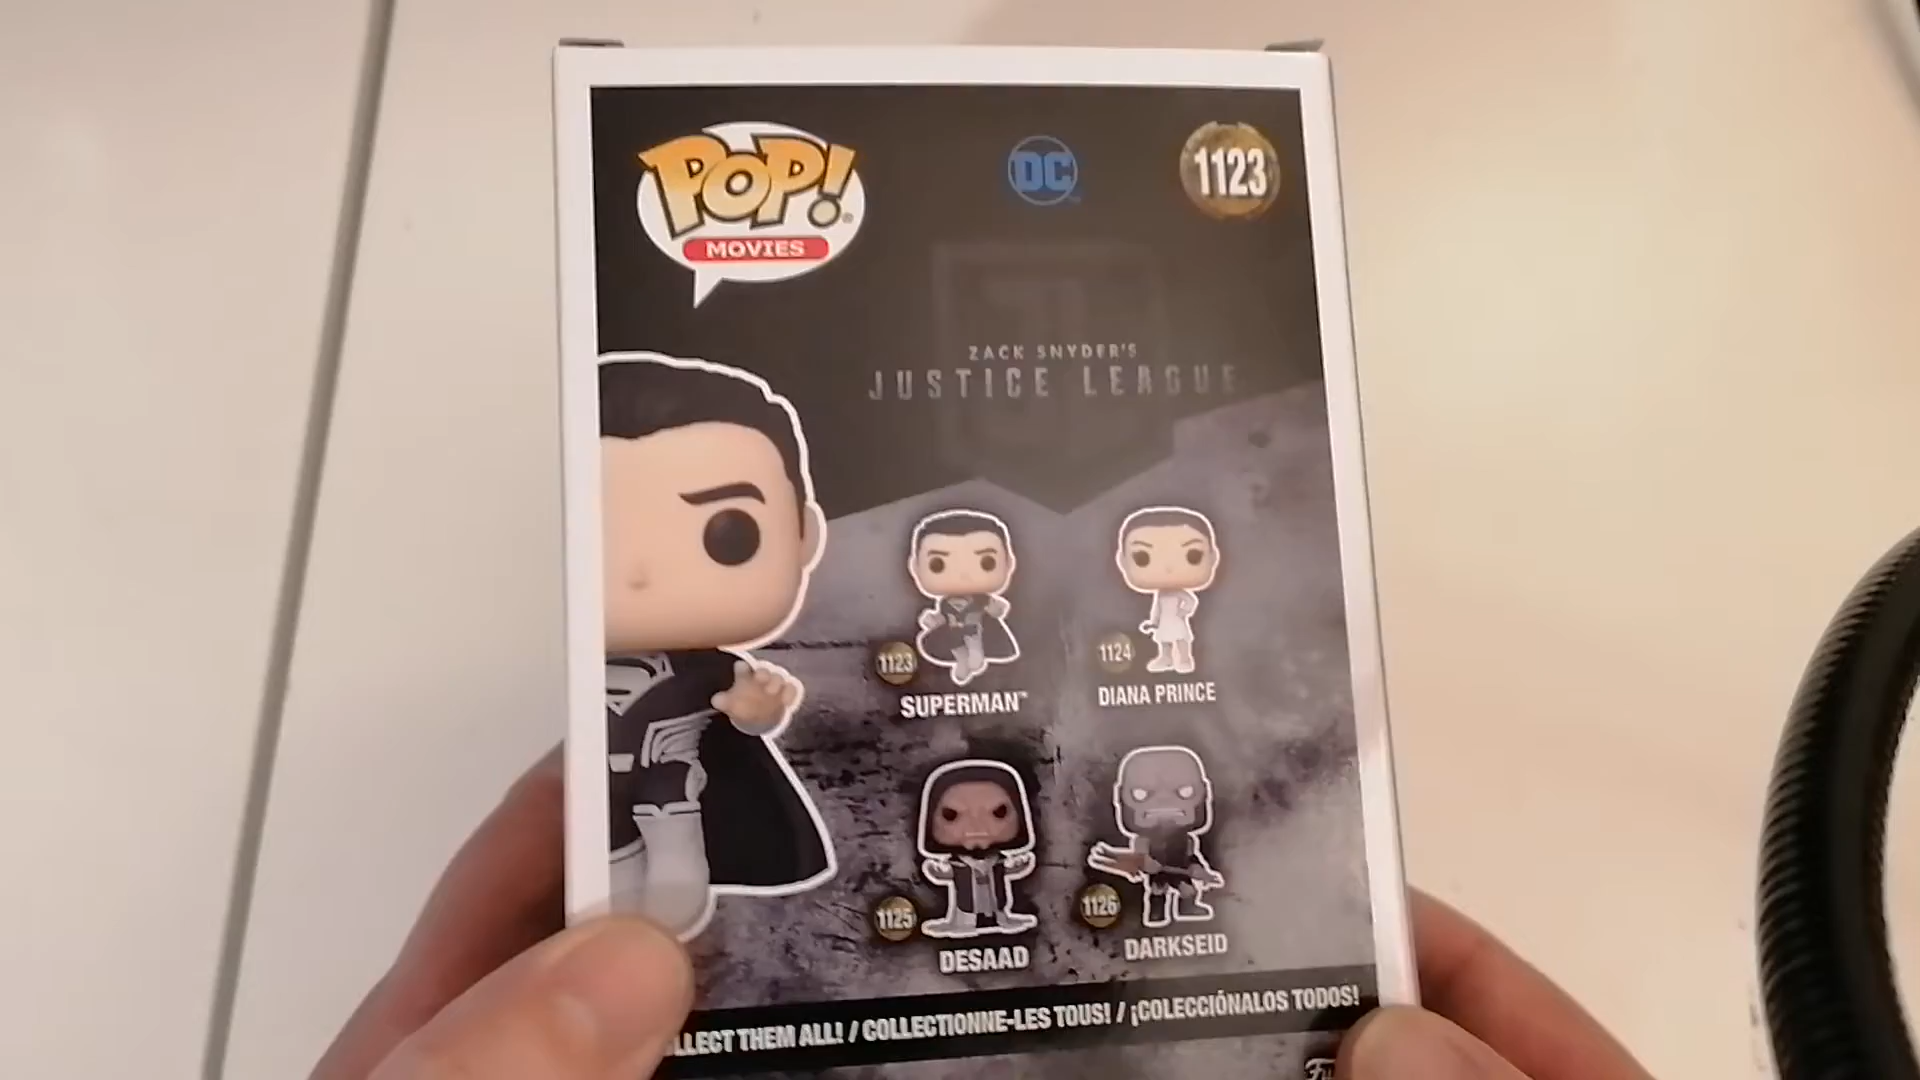 POP!
MOVIES
DC
1123
ZACK SNYDER'S
JUSTICE LEAGUE
1123
SUPERMAN™
1124
DIANA PRINCE
1125
DESAAD
1126
DARKSEID
LLECT THEM ALL! / COLLECTIONNE-LES TOUS! / ¡COLECCIÓNALOS TODOS!